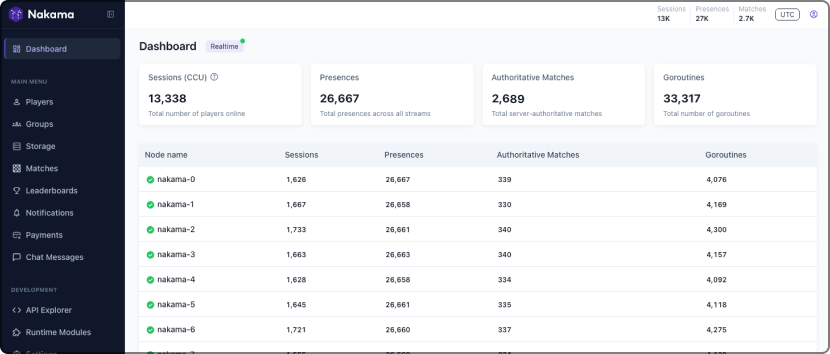 Nakama
Sessions Presences Matches
13K 27K 2.7K UTC
Dashboard
MAIN MENU
Players
Groups
Storage
Matches
Leaderboards
Notifications
Payments
Chat Messages
DEVELOPMENT
API Explorer
Runtime Modules
Settings
Dashboard Realtime
Sessions (CCU)
13,338
Total number of players online
Presences
26,667
Total presences across all streams
Authoritative Matches
2,689
Total server-authoritative matches
Goroutines
33,317
Total number of goroutines
Node name Sessions Presences Authoritative Matches Goroutines
nakama-0 1,626 26,667 339 4,076
nakama-1 1,667 26,658 330 4,169
nakama-2 1,733 26,661 340 4,300
nakama-3 1,663 26,663 340 4,157
nakama-4 1,628 26,658 334 4,092
nakama-5 1,645 26,661 335 4,118
nakama-6 1,721 26,660 337 4,275